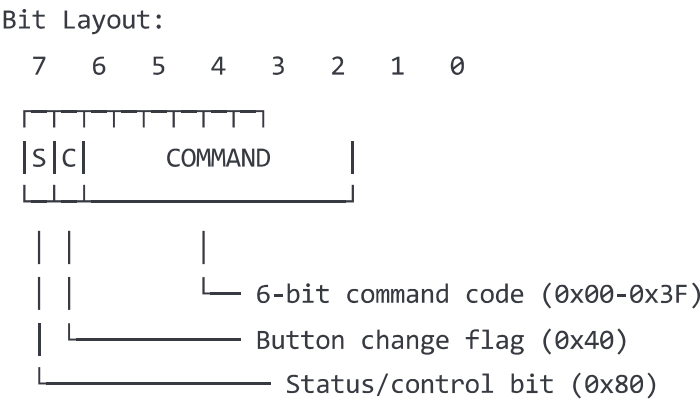 Bit Layout:
7 6 5 4 3 2 1 0
|S|C| COMMAND |
6-bit command code (0x00-0x3F)
Button change flag (0x40)
Status/control bit (0x80)